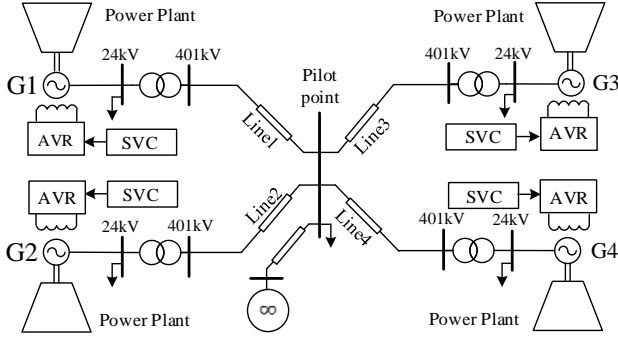 Power Plant
Power Plant
24kV
401kV
G1
AVR
SVC
Line1
Pilot
point
Line3
401kV
24kV
G3
SVC
AVR
AVR
SVC
Line2
24kV
401kV
G2
Power Plant
∞
Line4
SVC
AVR
401kV
24kV
G4
Power Plant